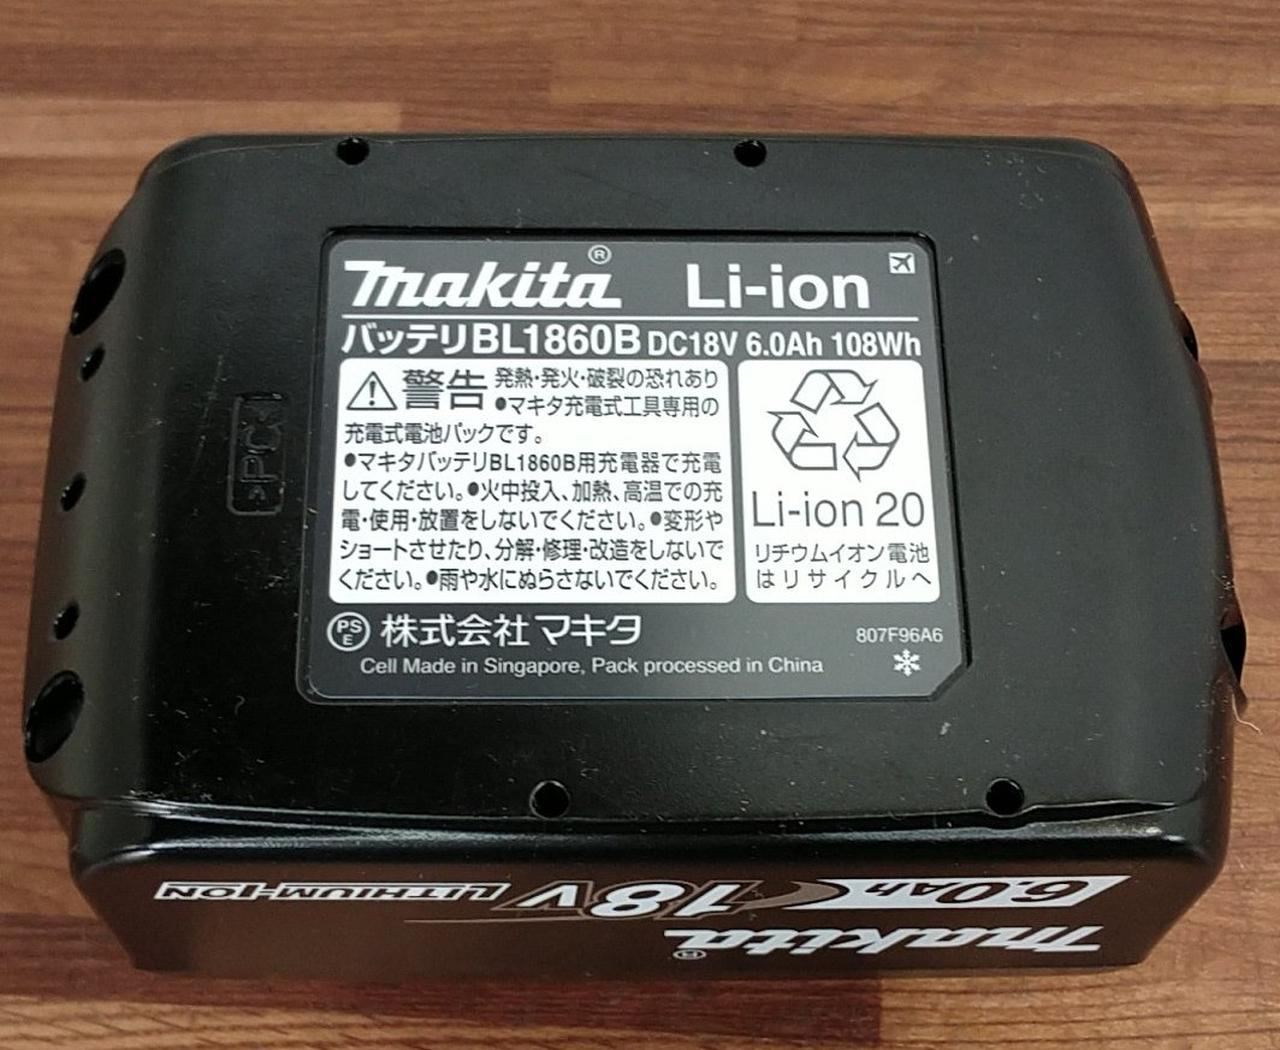 makita® Li-ion
バッテリBL1860B DC18V 6.0Ah 108Wh
警告 発熱・発火・破裂の恐れあり
●マキタ充電式工具専用の
充電式電池パックです。
●マキタバッテリBL1860B用充電器で充電
してください。●火中投入、加熱、高温での充
電・使用・放置をしないでください。●変形や
ショートさせたり、分解・修理・改造をしないで
ください。●雨や水にぬらさないでください。
Li-ion 20
リチウムイオン電池
はリサイクルへ
PSE 株式会社マキタ
807F96A6
Cell Made in Singapore, Pack processed in China
>PC<
makita®
6.0Ah 18V LITHIUM-ION